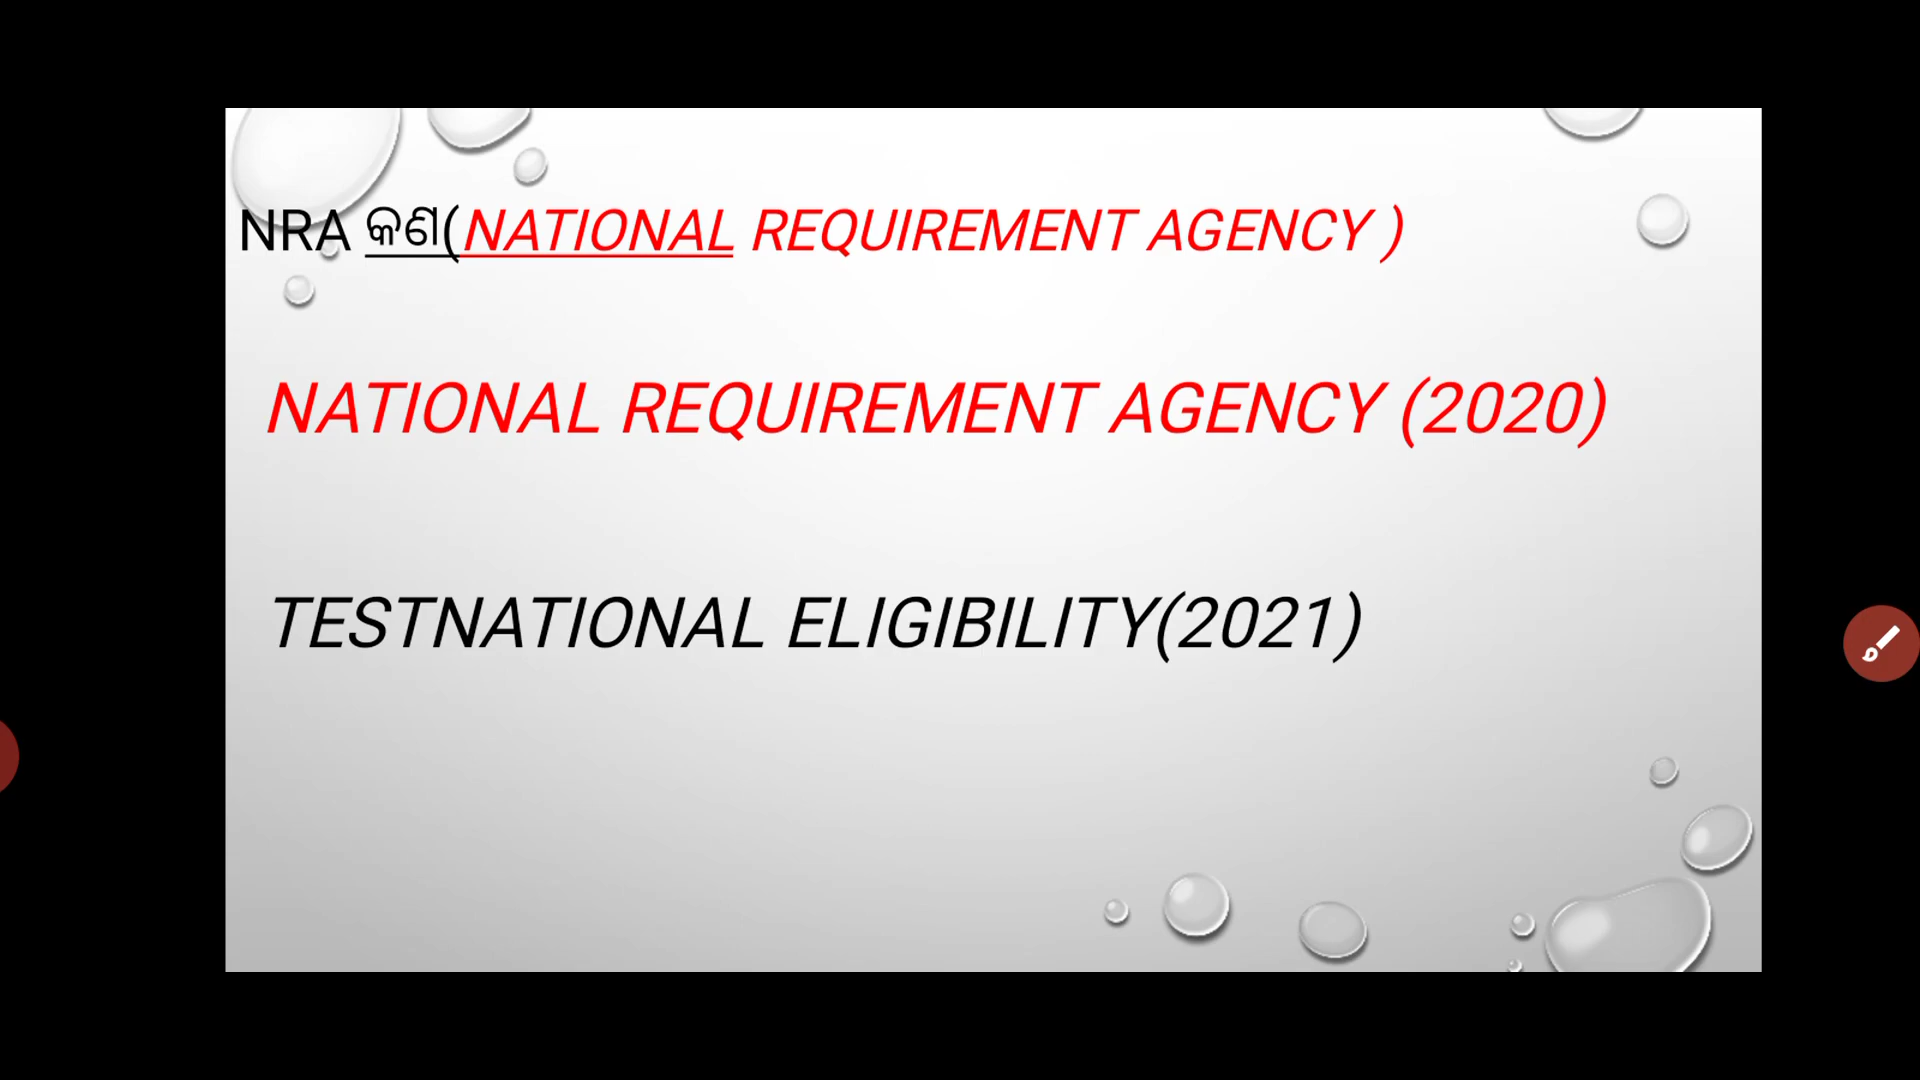 NRA କଣ(NATIONAL REQUIREMENT AGENCY )
NATIONAL REQUIREMENT AGENCY (2020)
TESTNATIONAL ELIGIBILITY(2021)